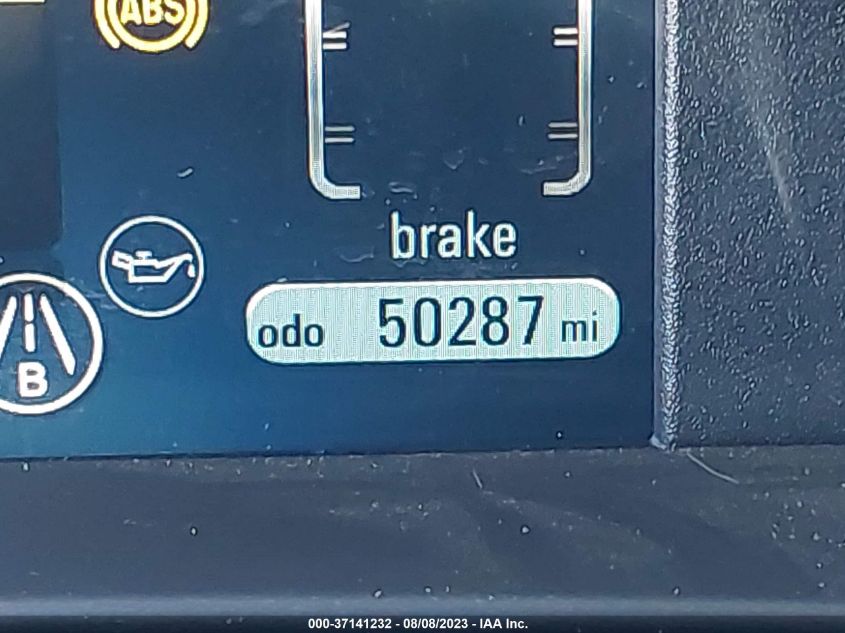 ABS
brake
odo 50287 mi
B
000-37141232 - 08/08/2023 - IAA Inc.